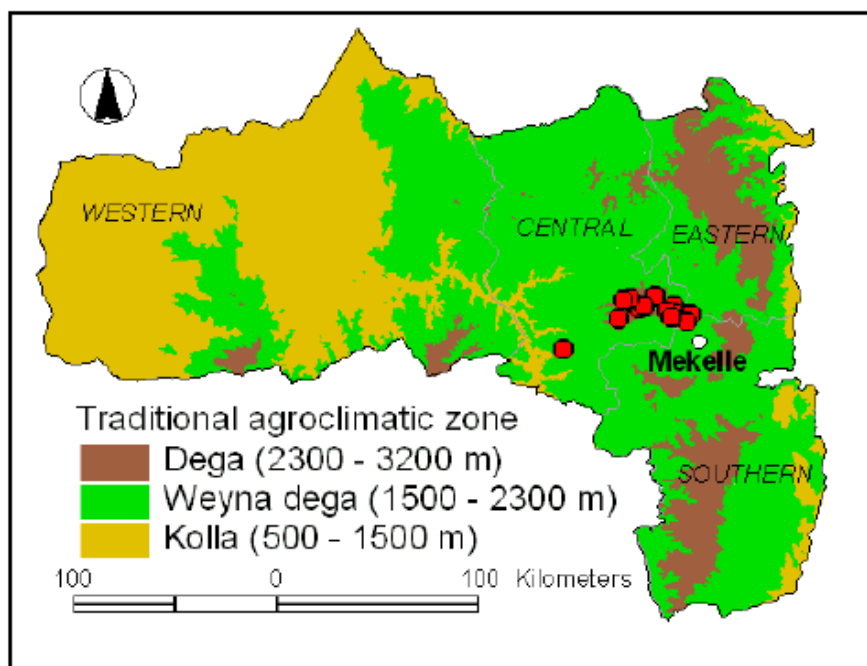 WESTERN
CENTRAL
EASTERN
Mekelle
SOUTHERN
Traditional agroclimatic zone
Dega (2300 - 3200 m)
Weyna dega (1500 - 2300 m)
Kolla (500 - 1500 m)
100 0 100 Kilometers